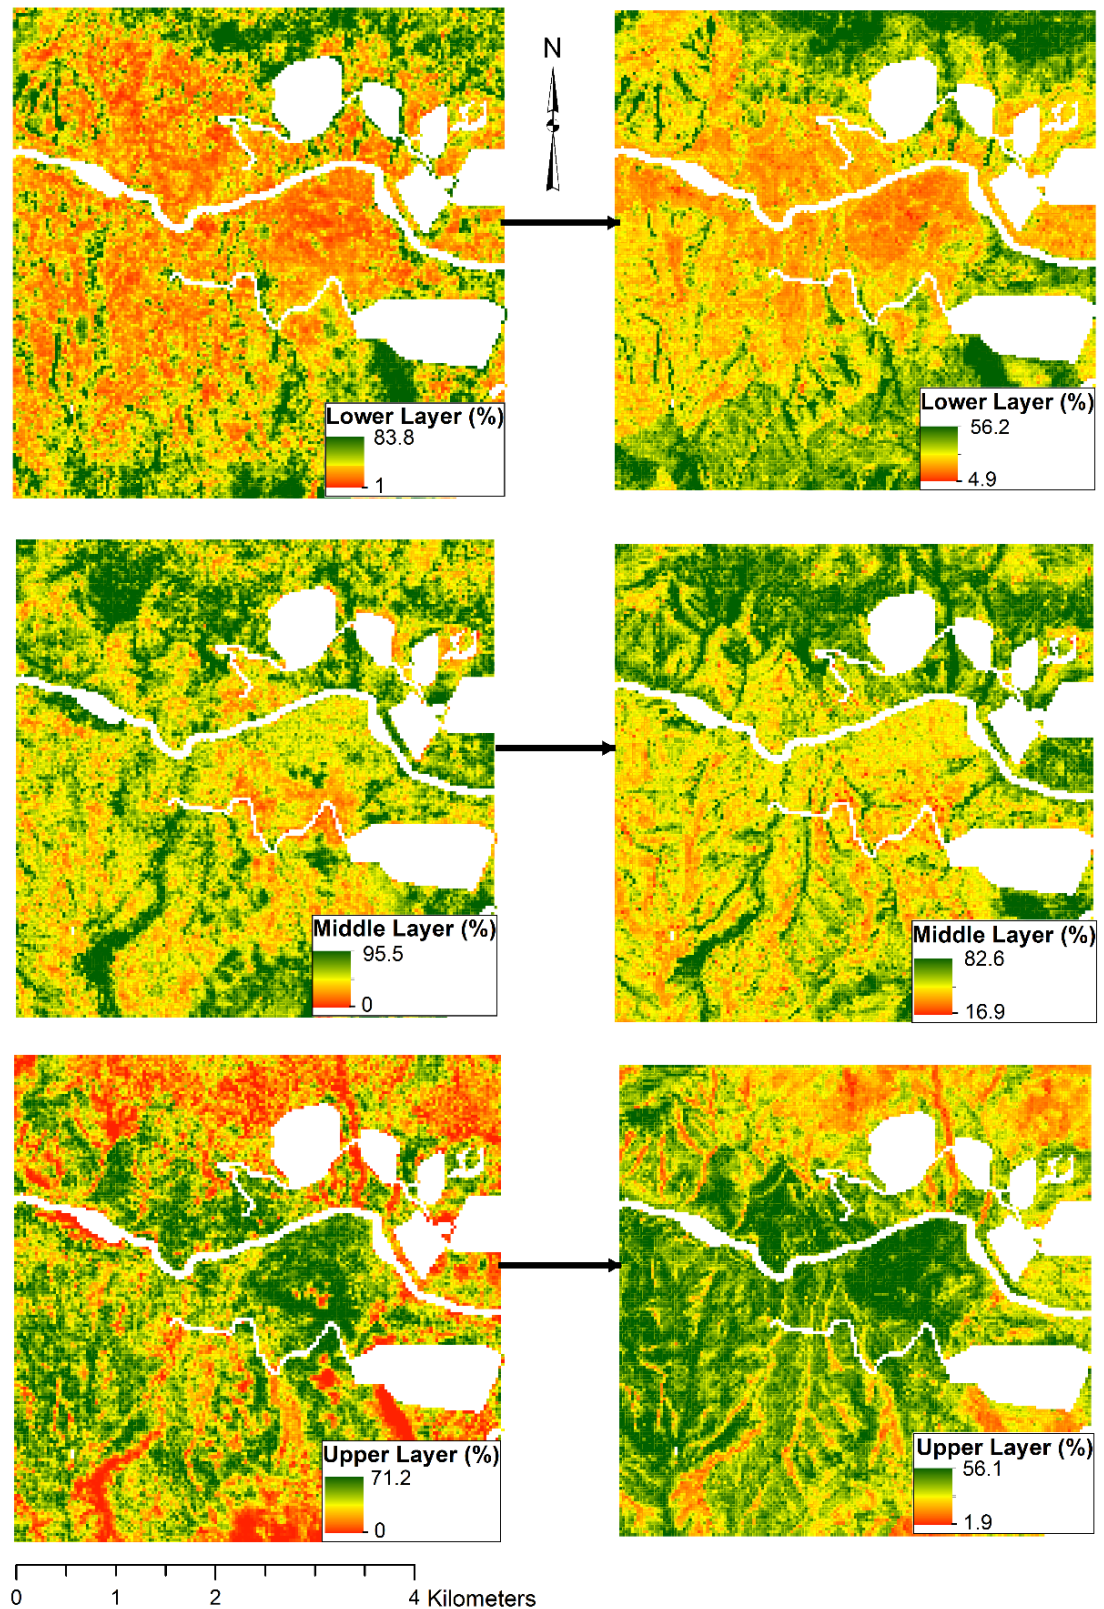 N
Lower Layer (%)
83.8
1
Lower Layer (%)
56.2
4.9
Middle Layer (%)
95.5
0
Middle Layer (%)
82.6
16.9
Upper Layer (%)
71.2
0
Upper Layer (%)
56.1
1.9
0 1 2 4 Kilometers